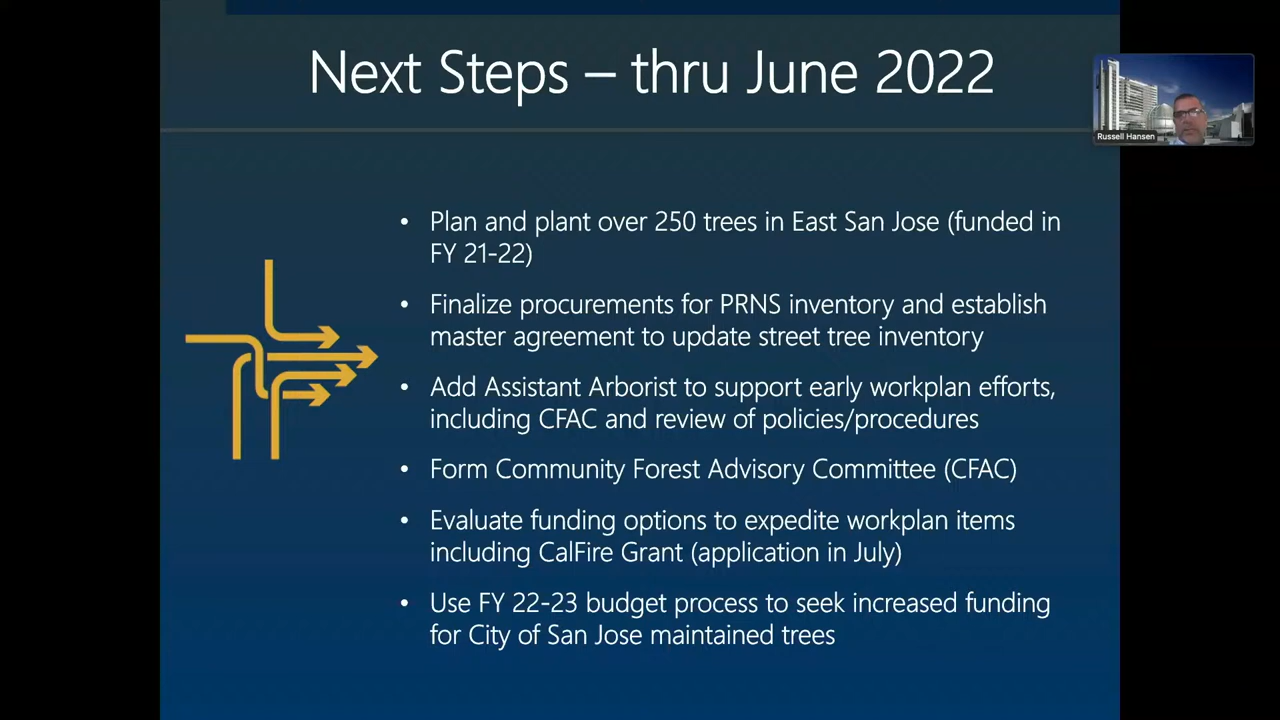 Next Steps – thru June 2022
Russell Hansen
• Plan and plant over 250 trees in East San Jose (funded in
FY 21-22)
• Finalize procurements for PRNS inventory and establish
master agreement to update street tree inventory
• Add Assistant Arborist to support early workplan efforts,
including CFAC and review of policies/procedures
• Form Community Forest Advisory Committee (CFAC)
• Evaluate funding options to expedite workplan items
including CalFire Grant (application in July)
• Use FY 22-23 budget process to seek increased funding
for City of San Jose maintained trees